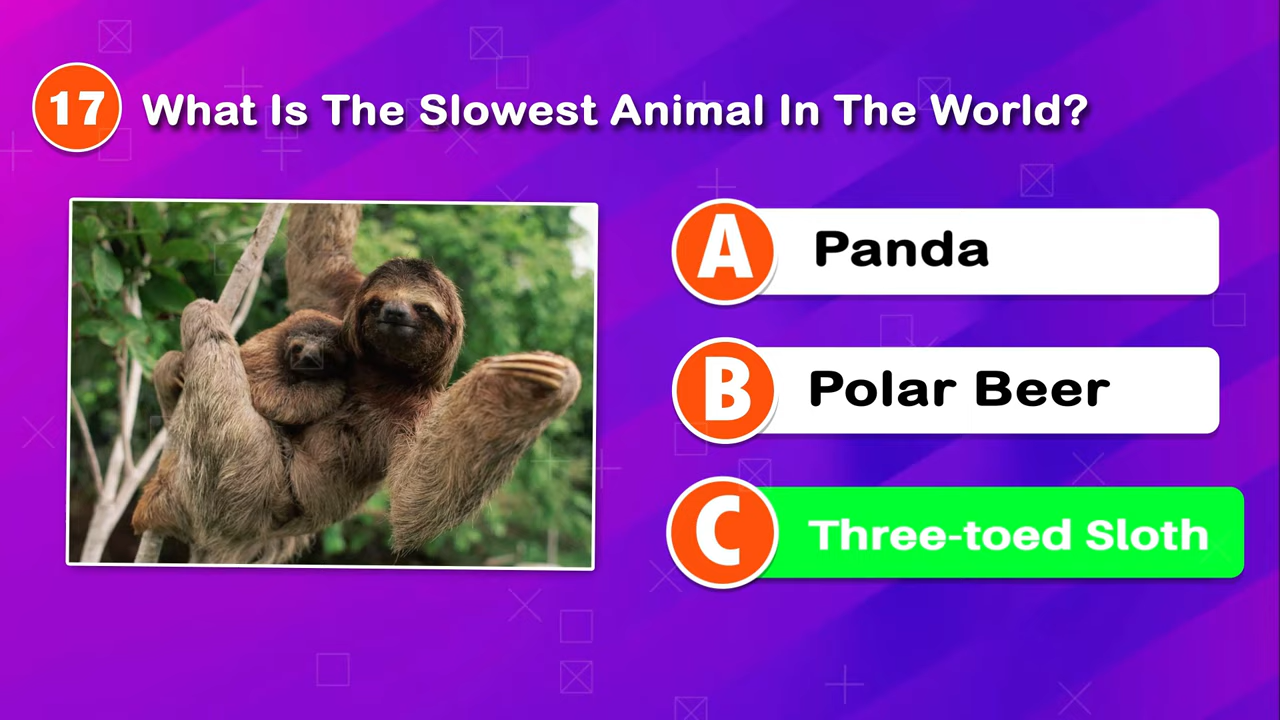 17 What Is The Slowest Animal In The World?
A Panda
B Polar Beer
C Three-toed Sloth